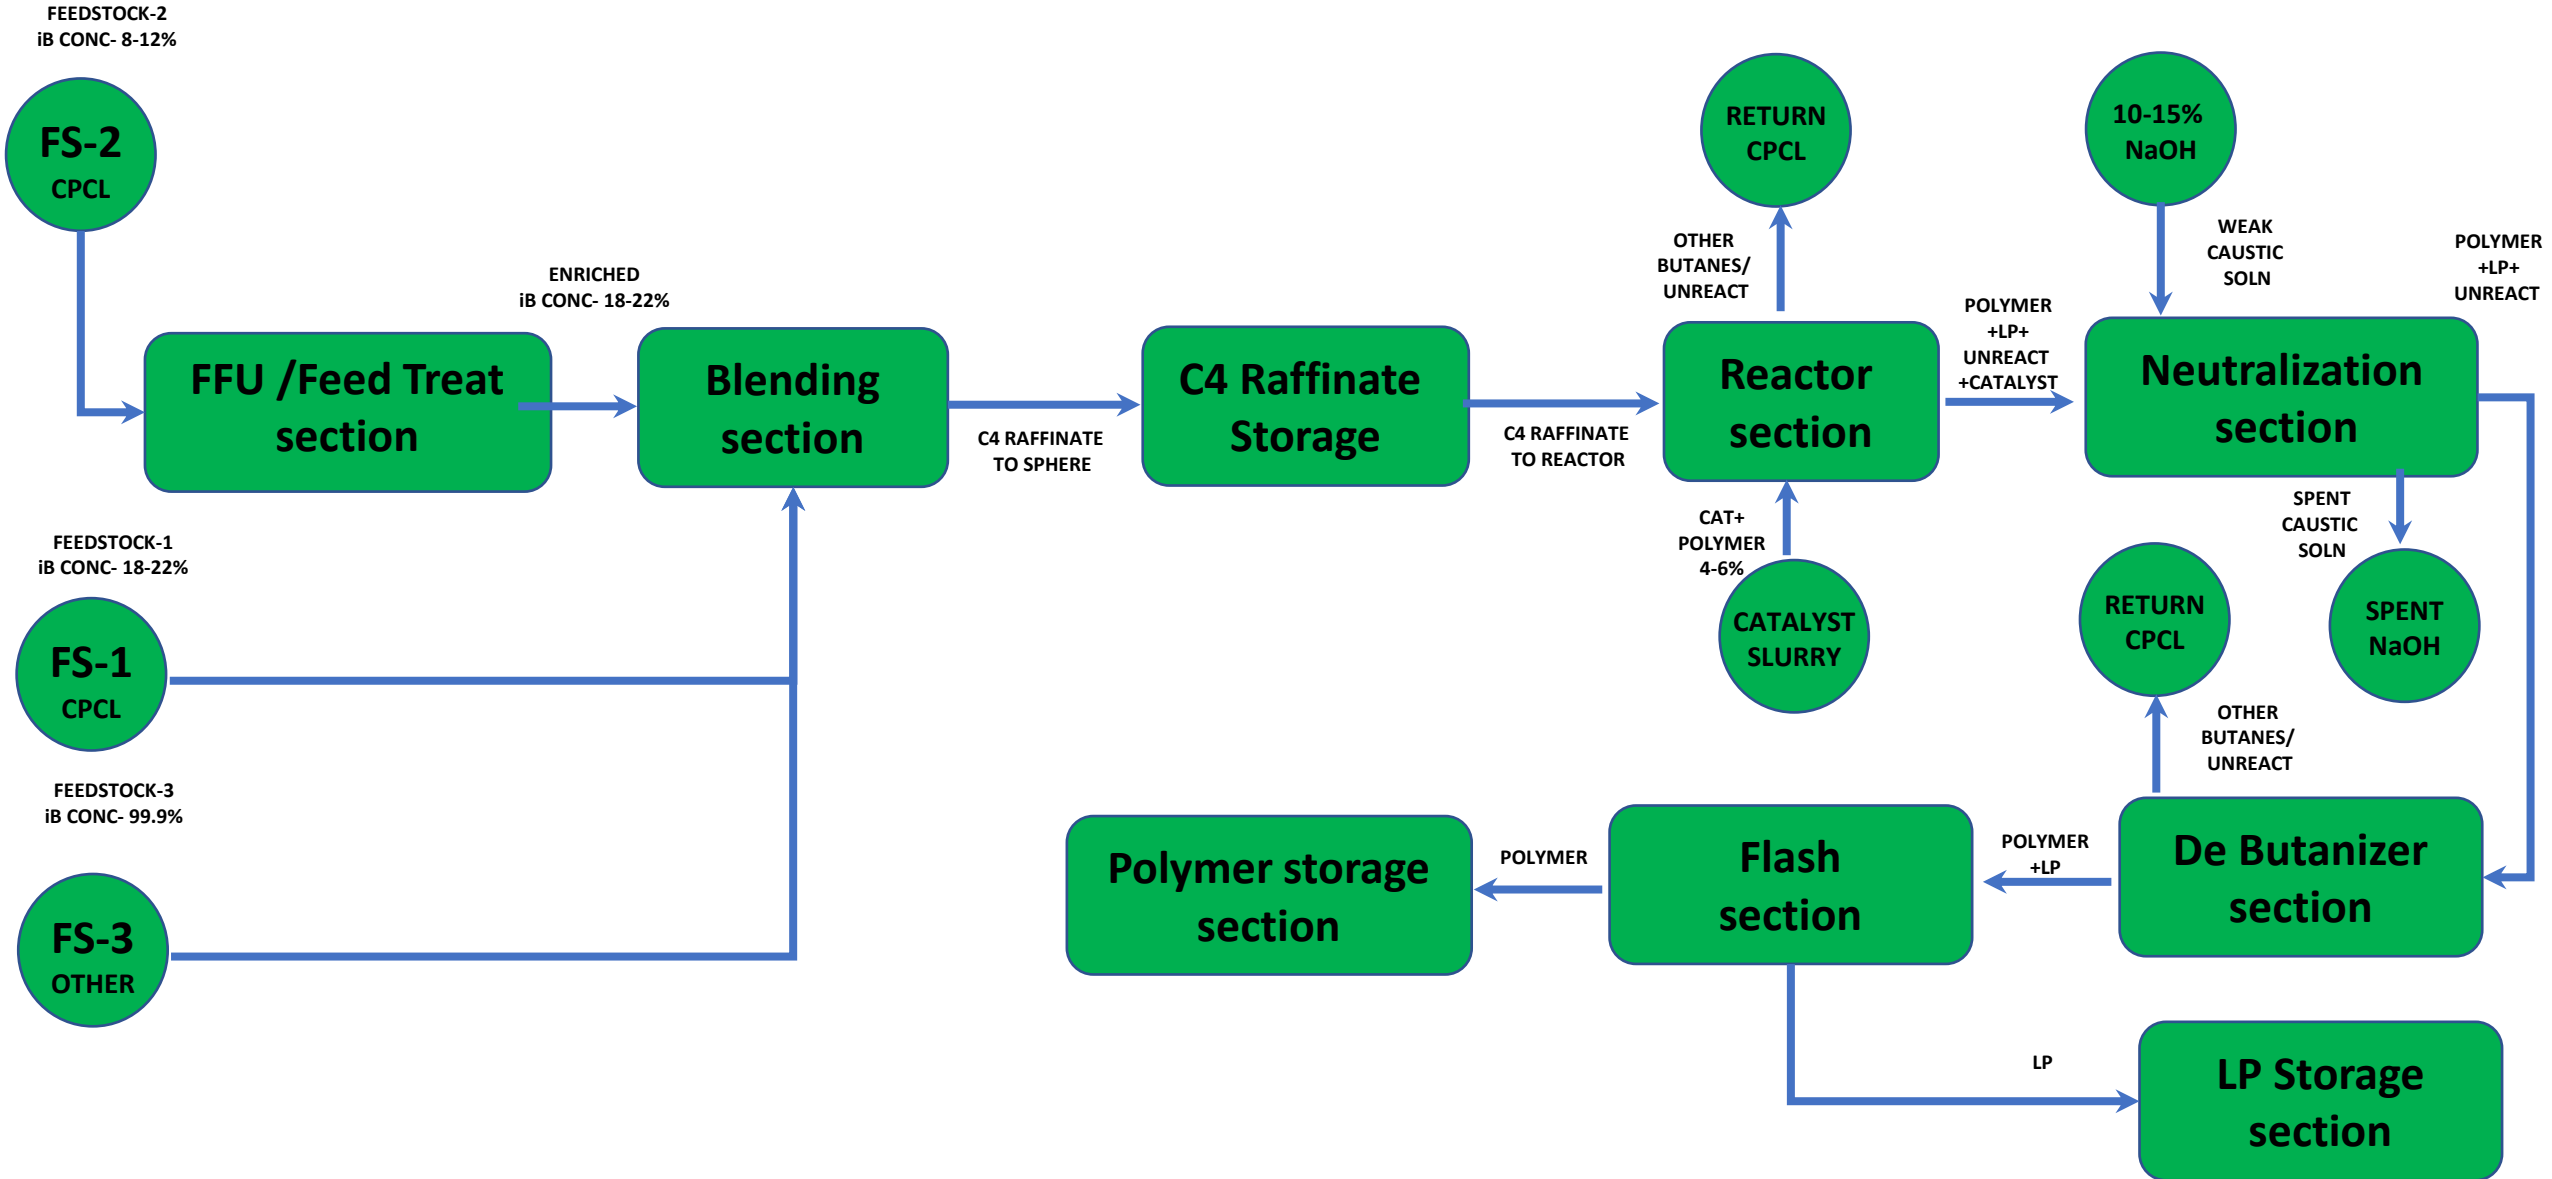 FEEDSTOCK-2
iB CONC- 8-12%
FS-2
CPCL
ENRICHED
iB CONC- 18-22%
FFU /Feed Treat
section
Blending
section
C4 RAFFINATE
TO SPHERE
C4 Raffinate
Storage
C4 RAFFINATE
TO REACTOR
RETURN
CPCL
OTHER
BUTANES/
UNREACT
Reactor
section
CAT+
POLYMER
4-6%
CATALYST
SLURRY
POLYMER
+LP+
UNREACT
+CATALYST
10-15%
NaOH
WEAK
CAUSTIC
SOLN
Neutralization
section
POLYMER
+LP+
UNREACT
SPENT
CAUSTIC
SOLN
SPENT
NaOH
FEEDSTOCK-1
iB CONC- 18-22%
FS-1
CPCL
FEEDSTOCK-3
iB CONC- 99.9%
FS-3
OTHER
RETURN
CPCL
OTHER
BUTANES/
UNREACT
De Butanizer
section
POLYMER
+LP
Flash
section
POLYMER
Polymer storage
section
LP
LP Storage
section